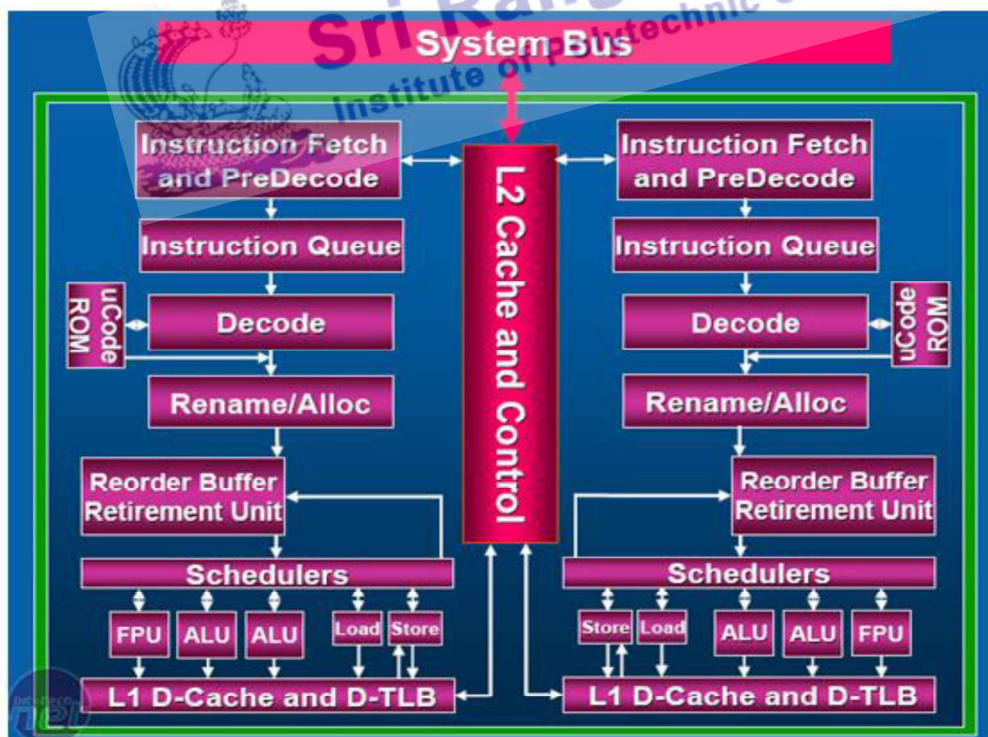 Sri Rang
Institute of Polytechnic
System Bus
Instruction Fetch
and PreDecode
Instruction Queue
uCode
ROM
Decode
Rename/Alloc
Reorder Buffer
Retirement Unit
Schedulers
FPU
ALU
ALU
Load
Store
L1 D-Cache and D-TLB
L2 Cache and Control
Instruction Fetch
and PreDecode
Instruction Queue
Decode
uCode
ROM
Rename/Alloc
Reorder Buffer
Retirement Unit
Schedulers
Store
Load
ALU
ALU
FPU
L1 D-Cache and D-TLB
net